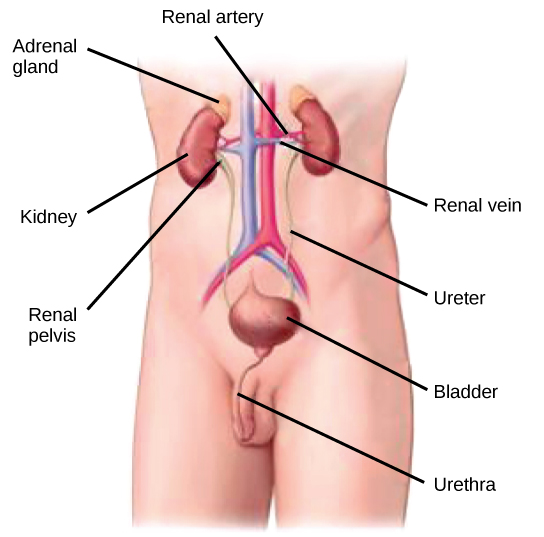 Renal artery
Adrenal
gland
Kidney
Renal vein
Renal
pelvis
Ureter
Bladder
Urethra